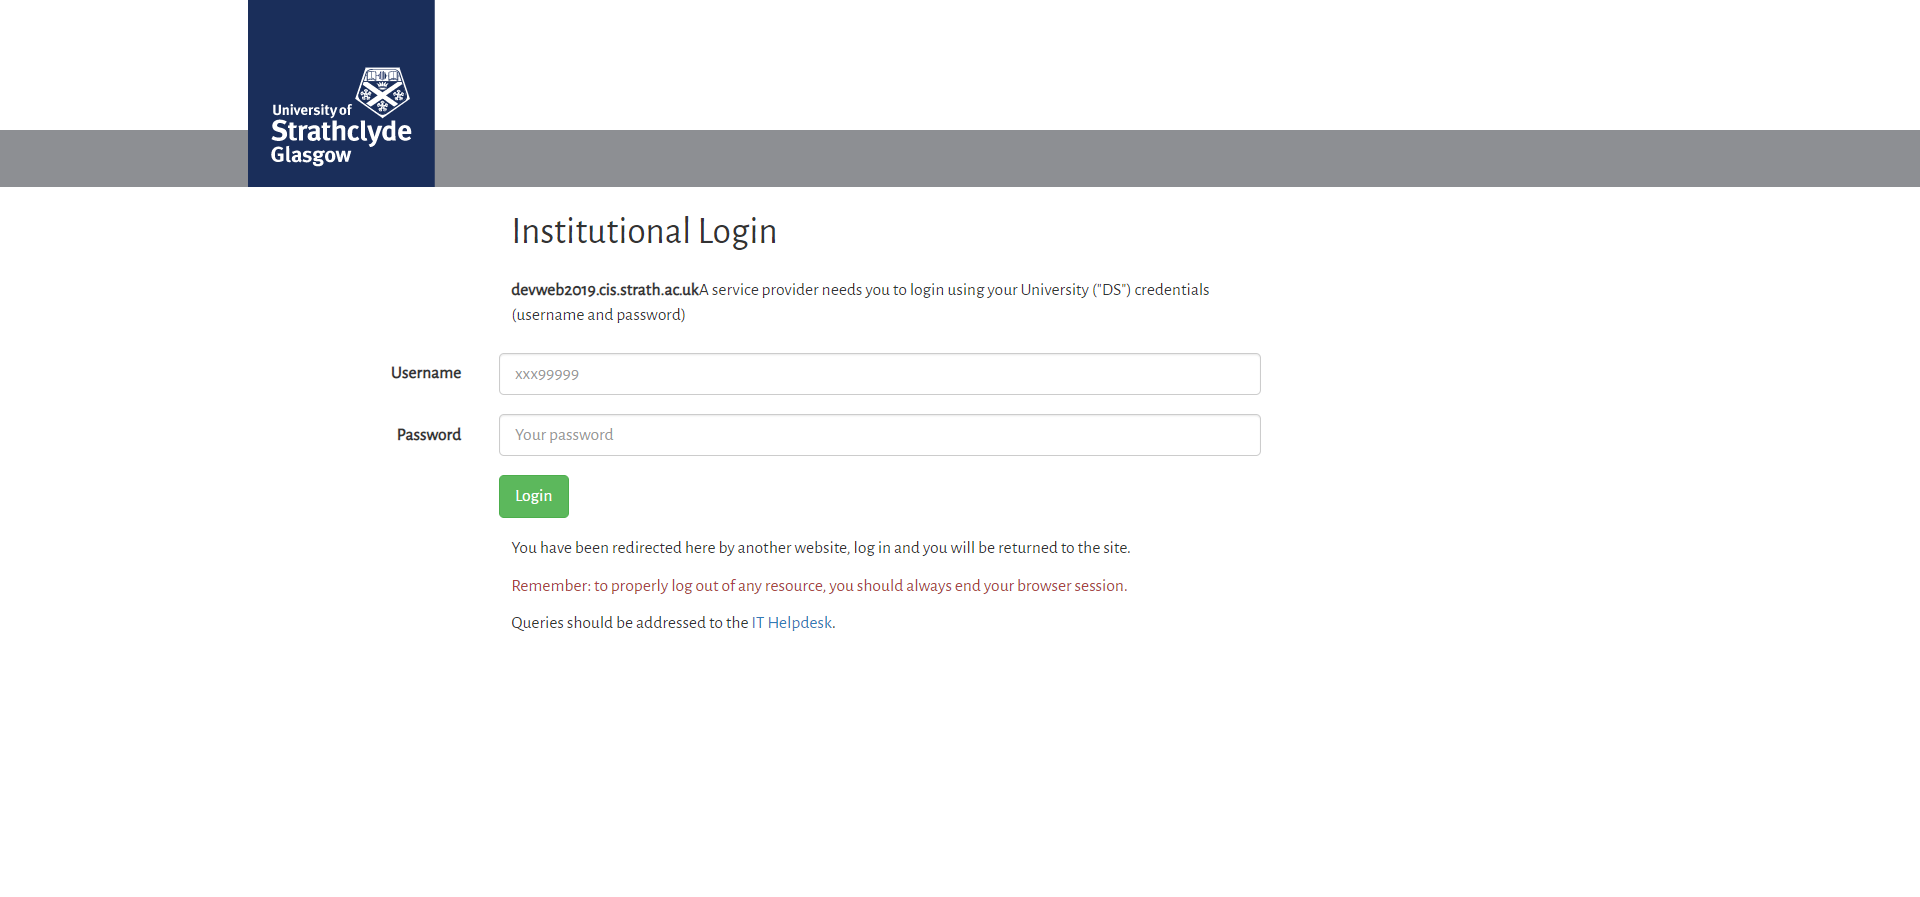 University of
Strathclyde
Glasgow
Institutional Login
devweb2019.cis.strath.ac.ukA service provider needs you to login using your University ("DS") credentials
(username and password)
Username
xxx99999
Password
Your password
Login
You have been redirected here by another website, log in and you will be returned to the site.
Remember: to properly log out of any resource, you should always end your browser session.
Queries should be addressed to the IT Helpdesk.